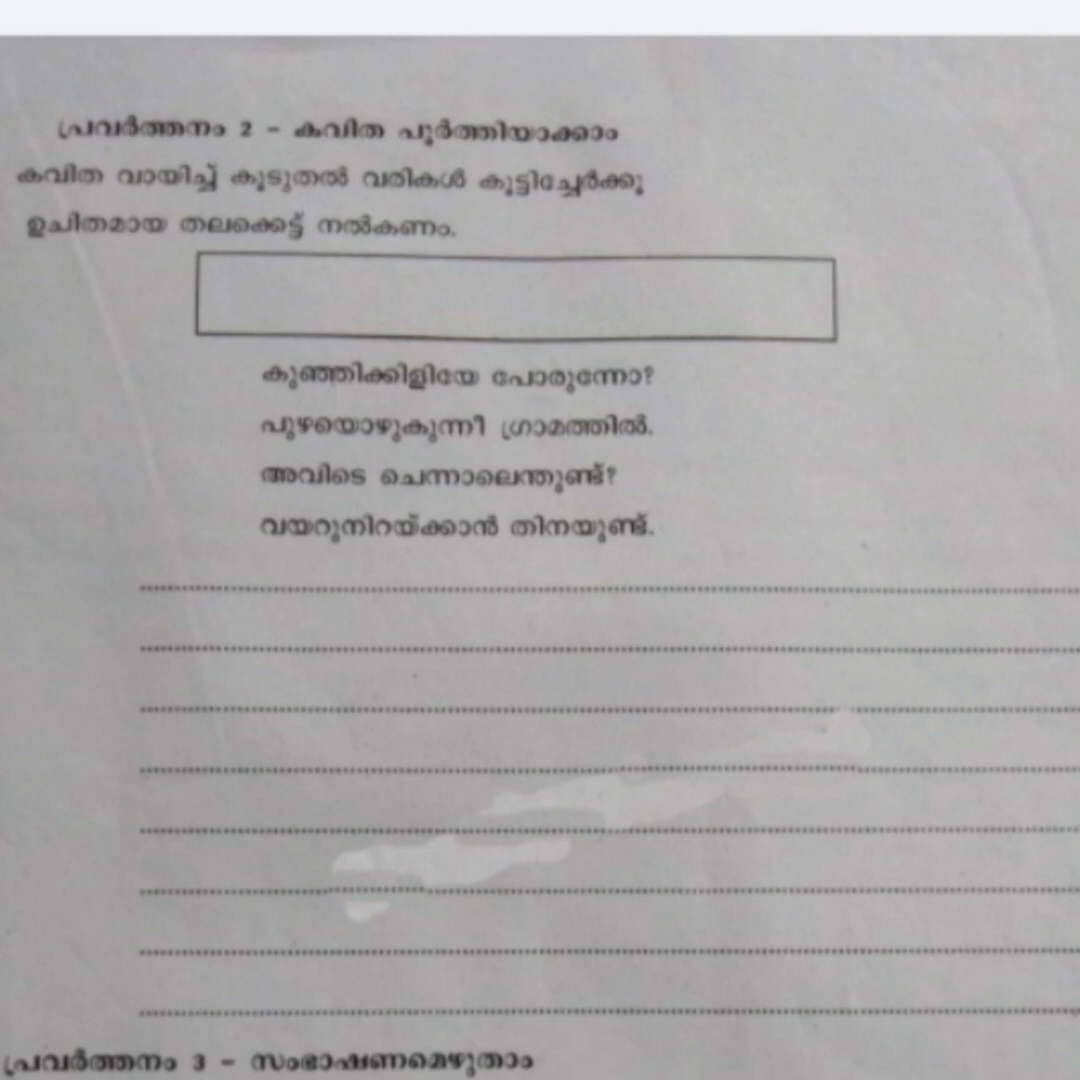 പ്രവർത്തനം 2 - കവിത പൂർത്തിയാക്കാം
കവിത വായിച്ച് കൂടുതൽ വരികൾ കൂട്ടിച്ചേർക്കൂ
ഉചിതമായ തലക്കെട്ട് നൽകണം.
കുഞ്ഞിക്കിളിയേ പോരുന്നോ?
പുഴയൊഴുകുന്നീ ഗ്രാമത്തിൽ.
അവിടെ ചെന്നാലെന്തുണ്ട്?
വയറുനിറയ്ക്കാൻ തിനയുണ്ട്.
പ്രവർത്തനം 3 - സംഭാഷണമെഴുതാം